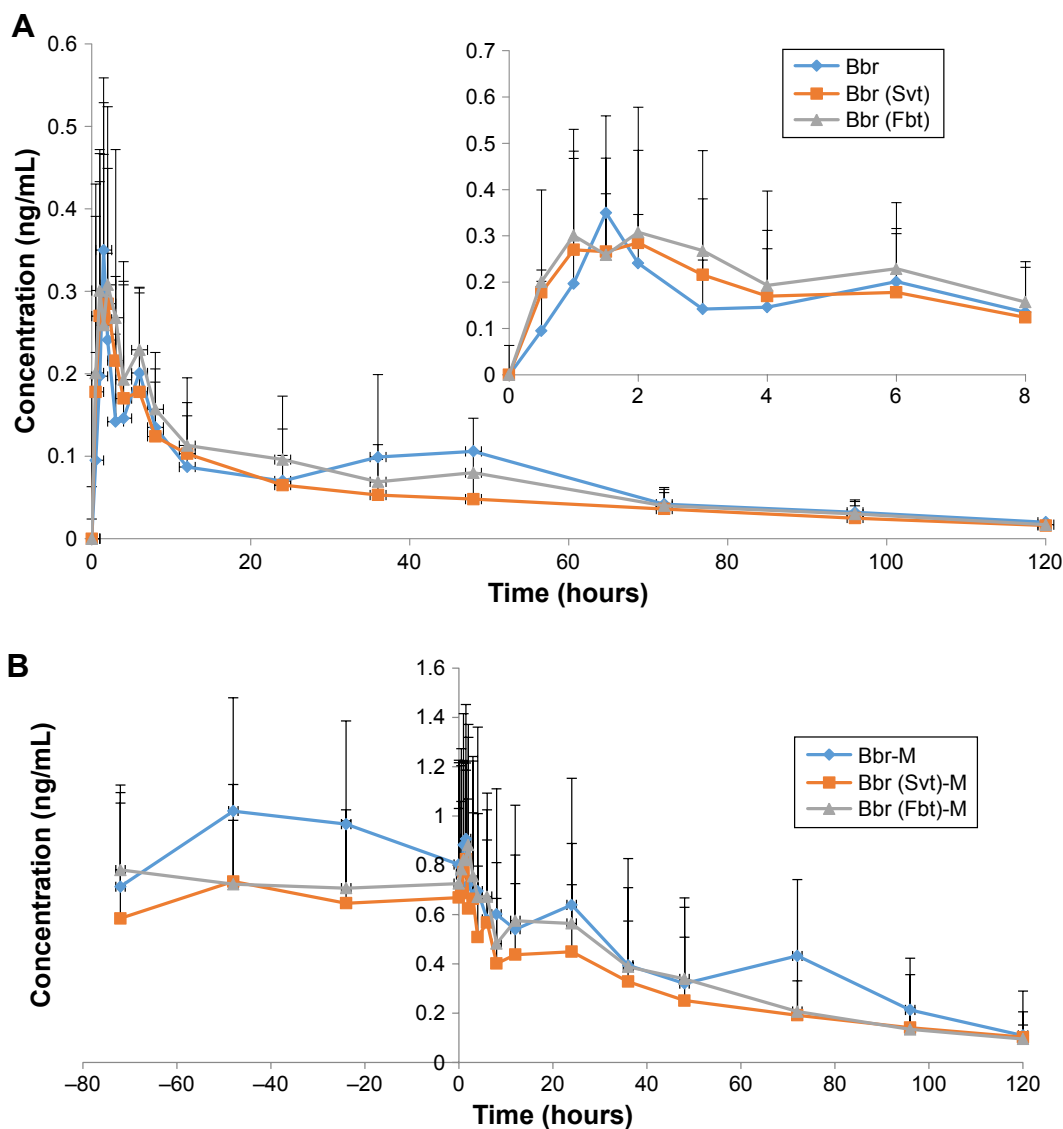 A
0.6
0.5
0.4
0.3
0.2
0.1
0
Concentration (ng/mL)
0 20 40 60 80 100 120
Time (hours)
0.7
0.6
0.5
0.4
0.3
0.2
0.1
0
0 2 4 6 8
Bbr
Bbr (Svt)
Bbr (Fbt)
B
1.6
1.4
1.2
1
0.8
0.6
0.4
0.2
0
Concentration (ng/mL)
–80 –60 –40 –20 0 20 40 60 80 100 120
Time (hours)
Bbr-M
Bbr (Svt)-M
Bbr (Fbt)-M